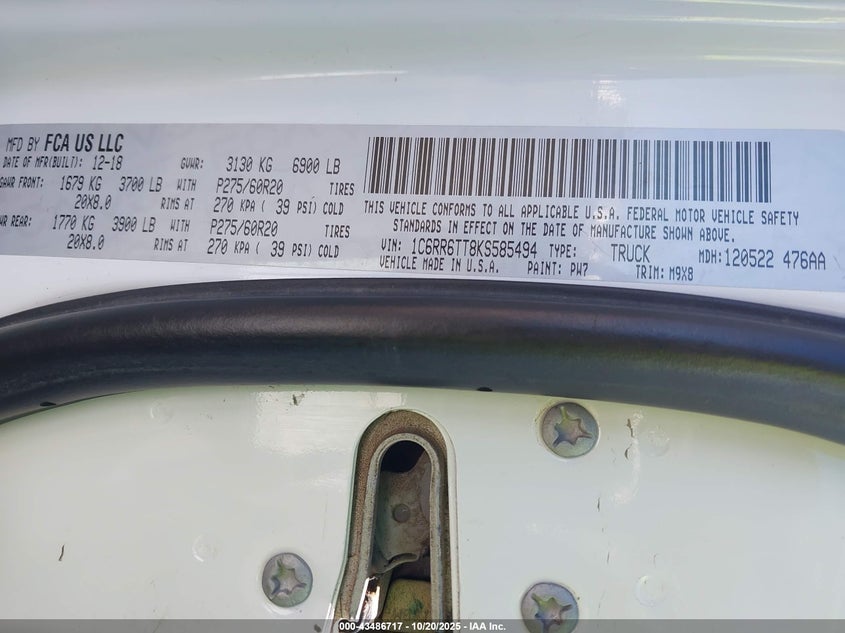 MFD BY FCA US LLC
DATE OF MFR(BUILT): 12-18 GVWR: 3130 KG 6900 LB
GAWR FRONT: 1679 KG 3700 LB WITH P275/60R20 TIRES
20X8.0 RIMS AT 270 KPA ( 39 PSI) COLD
WR REAR: 1770 KG 3900 LB WITH P275/60R20 TIRES
20X8.0 RIMS AT 270 KPA ( 39 PSI) COLD
THIS VEHICLE CONFORMS TO ALL APPLICABLE U.S.A. FEDERAL MOTOR VEHICLE SAFETY
STANDARDS IN EFFECT ON THE DATE OF MANUFACTURE SHOWN ABOVE.
VIN: 1C6RR6TT8KS585494 TYPE: TRUCK MDH:120522 476AA
VEHICLE MADE IN U.S.A. PAINT: PW7 TRIM: M9X8
000-43486717 - 10/20/2025 - IAA Inc.